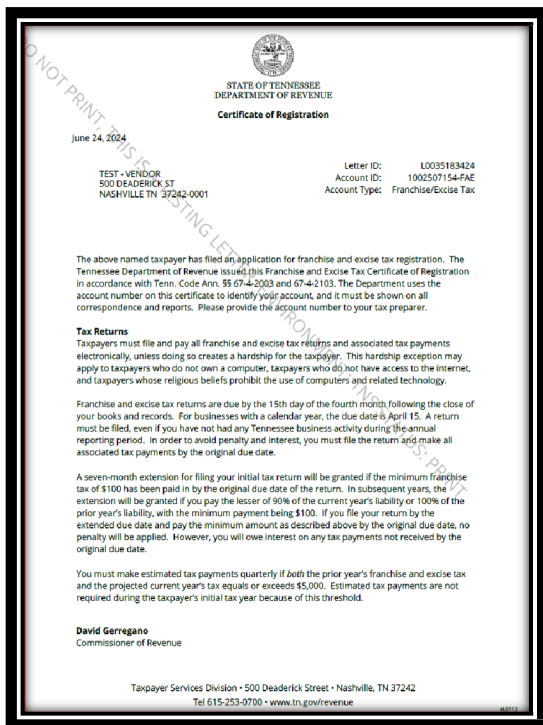 STATE OF TENNESSEE
DEPARTMENT OF REVENUE
Certificate of Registration
June 24, 2024
Letter ID: L0035183424
Account ID: 1002507154-FAE
Account Type: Franchise/Excise Tax
TEST - VENDOR
500 DEADERICK ST
NASHVILLE TN 37242-0001
DO NOT PRINT, THIS IS A TESTING LETTER ENVIRONMENT: TNS STATUS: PRINT
The above named taxpayer has filed an application for franchise and excise tax registration. The
Tennessee Department of Revenue issued this Franchise and Excise Tax Certificate of Registration
in accordance with Tenn. Code Ann. §§ 67-4-2003 and 67-4-2103. The Department uses the
account number on this certificate to identify your account, and it must be shown on all
correspondence and reports. Please provide the account number to your tax preparer.
Tax Returns
Taxpayers must file and pay all franchise and excise tax returns and associated tax payments
electronically, unless doing so creates a hardship for the taxpayer. This hardship exception may
apply to taxpayers who do not own a computer, taxpayers who do not have access to the internet,
and taxpayers whose religious beliefs prohibit the use of computers and related technology.
Franchise and excise tax returns are due by the 15th day of the fourth month following the close of
your books and records. For businesses with a calendar year, the due date is April 15. A return
must be filed, even if you have not had any Tennessee business activity during the annual
reporting period. In order to avoid penalty and interest, you must file the return and make all
associated tax payments by the original due date.
A seven-month extension for filing your initial tax return will be granted if the minimum franchise
tax of $100 has been paid in by the original due date of the return. In subsequent years, the
extension will be granted if you pay the lesser of 90% of the current year's liability or 100% of the
prior year's liability, with the minimum payment being $100. If you file your return by the
extended due date and pay the minimum amount as described above by the original due date, no
penalty will be applied. However, you will owe interest on any tax payments not received by the
original due date.
You must make estimated tax payments quarterly if both the prior year's franchise and excise tax
and the projected current year's tax equals or exceeds $5,000. Estimated tax payments are not
required during the taxpayer's initial tax year because of this threshold.
David Gerregano
Commissioner of Revenue
Taxpayer Services Division • 500 Deaderick Street • Nashville, TN 37242
Tel 615-253-0700 • www.tn.gov/revenue